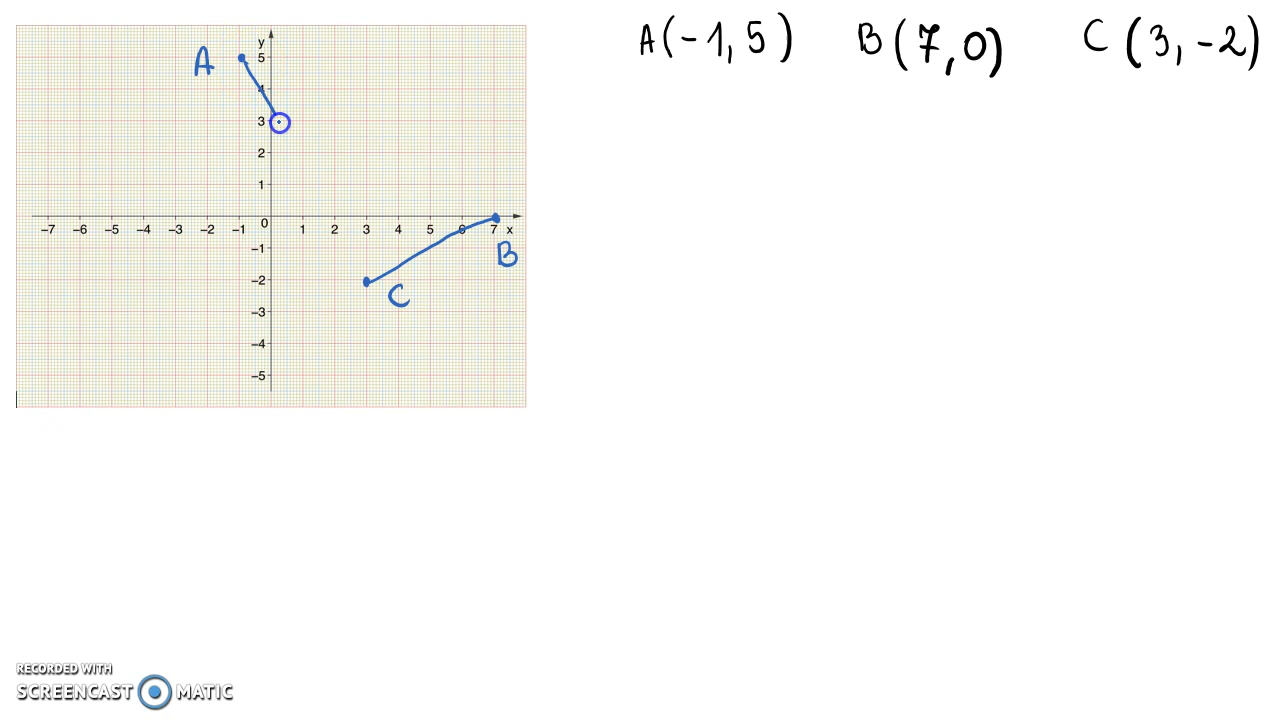 A(-1,5) B(7,0) C(3,-2)
y
A
5
4
3
2
1
0
-7 -6 -5 -4 -3 -2 -1 1 2 3 4 5 6 7 x
-1
B
-2
C
-3
-4
-5
RECORDED WITH
SCREENCAST MATIC